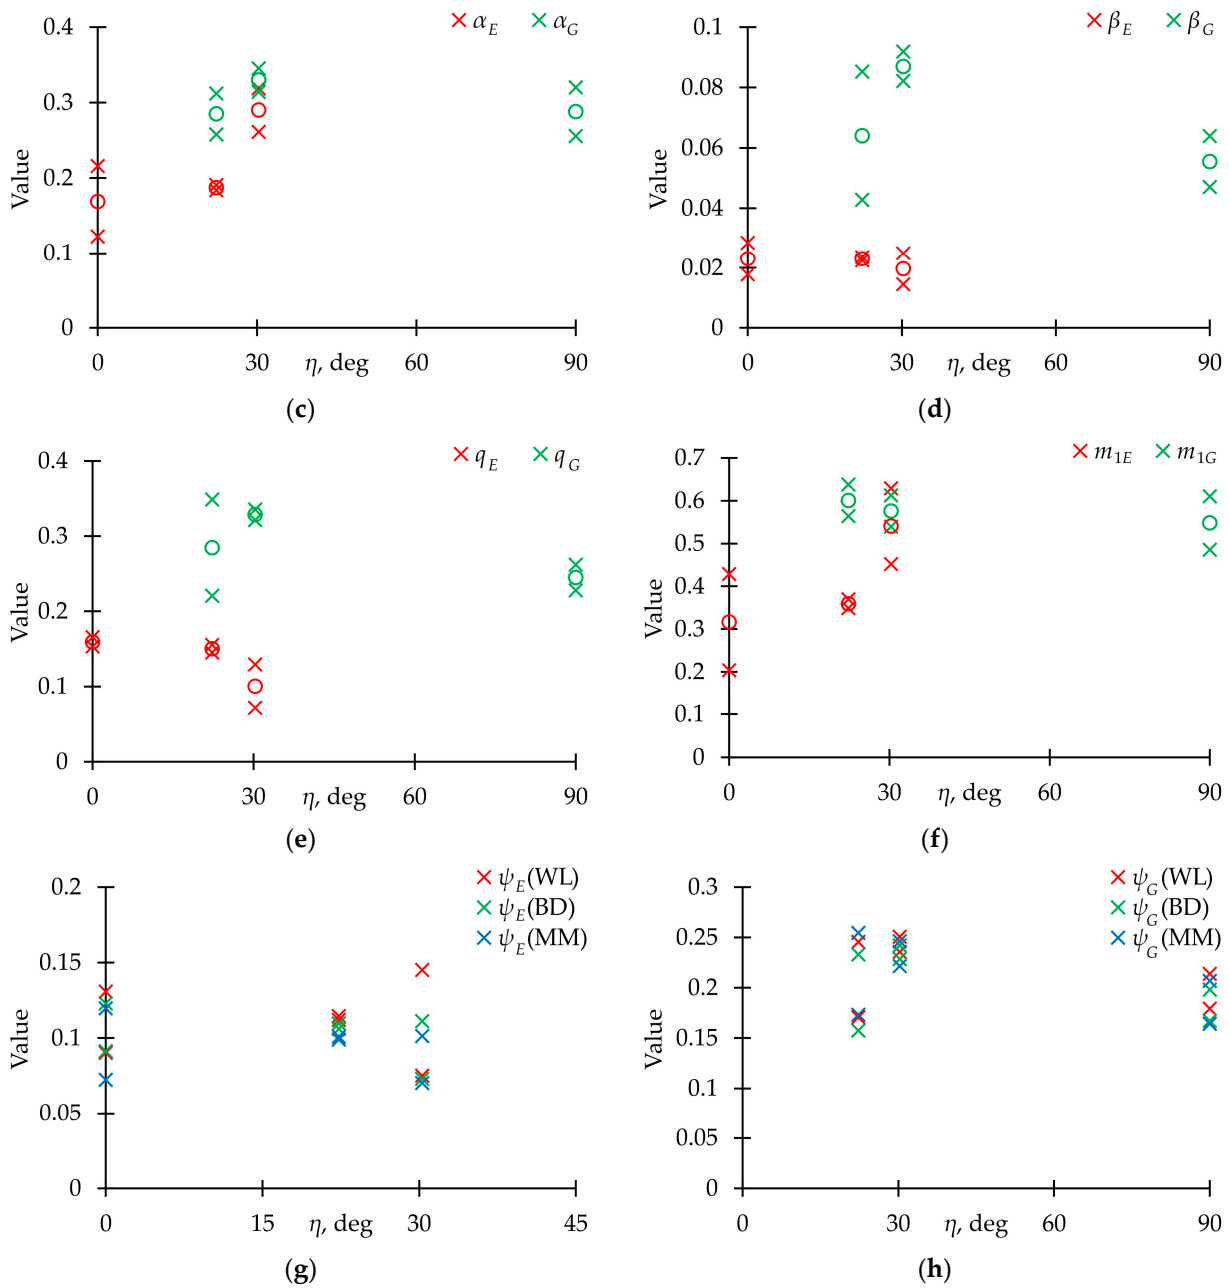 0.4
0.3
0.2
0.1
0
Value
α_E α_G
0 30 η, deg 60 90
(c)
0.1
0.08
0.06
0.04
0.02
0
Value
β_E β_G
0 30 η, deg 60 90
(d)
0.4
0.3
0.2
0.1
0
Value
q_E q_G
0 30 η, deg 60 90
(e)
0.7
0.6
0.5
0.4
0.3
0.2
0.1
0
Value
m_1E m_1G
0 30 η, deg 60 90
(f)
0.2
0.15
0.1
0.05
0
Value
ψ_E(WL)
ψ_E(BD)
ψ_E(MM)
0 15 η, deg 30 45
(g)
0.3
0.25
0.2
0.15
0.1
0.05
0
Value
ψ_G(WL)
ψ_G(BD)
ψ_G(MM)
0 30 η, deg 60 90
(h)